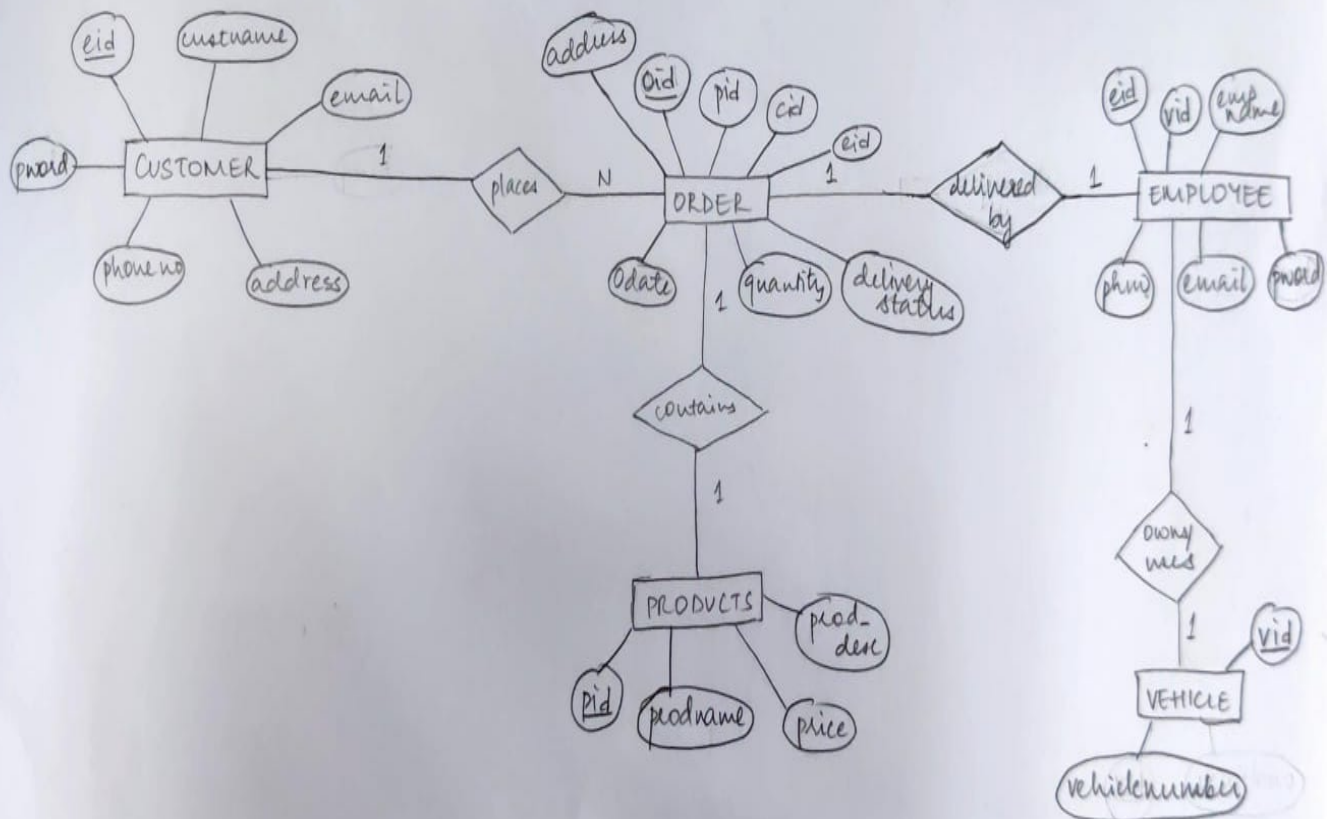 eid
custname
email
pword
CUSTOMER
phoneno
address
1
places
N
address
Oid
pid
cid
eid
ORDER
Odate
quantity
delivery
status
1
delivered
by
1
eid
vid
emp
name
EMPLOYEE
phno
email
pword
1
contains
1
PRODUCTS
pid
prodname
price
prod_
desc
1
owns/
uses
1
vid
VEHICLE
vehiclenumber